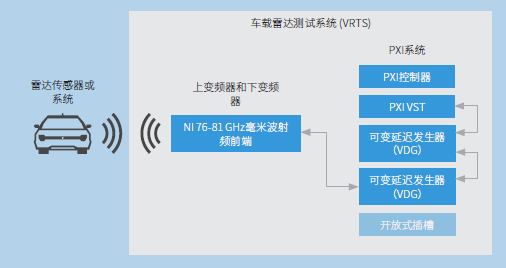 车载雷达测试系统 (VRTS)
PXI系统
雷达传感器或
系统
上变频器和下变频
器
NI 76-81 GHz毫米波射
频前端
PXI控制器
PXI VST
可变延迟发生器
（VDG）
可变延迟发生器
（VDG）
开放式插槽